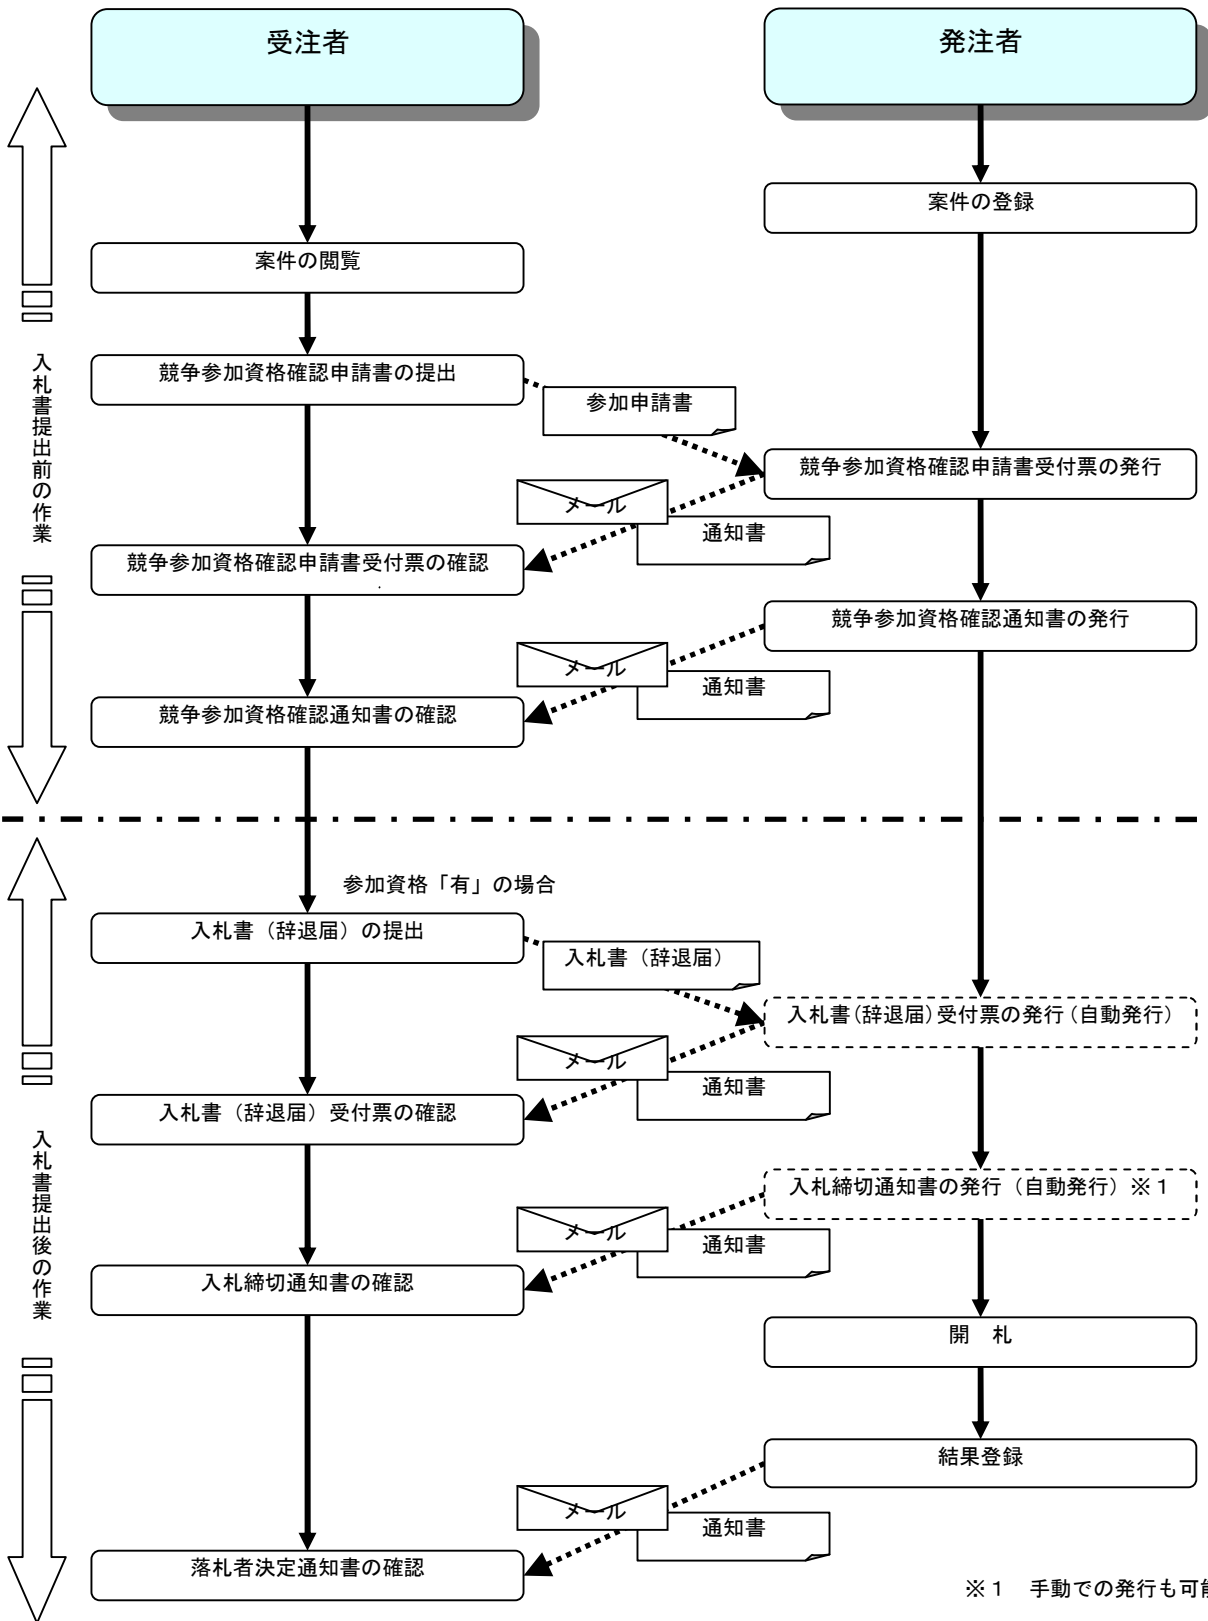 受注者
発注者
案件の登録
案件の閲覧
入札書提出前の作業
競争参加資格確認申請書の提出
参加申請書
競争参加資格確認申請書受付票の発行
メール
通知書
競争参加資格確認申請書受付票の確認
競争参加資格確認通知書の発行
メール
通知書
競争参加資格確認通知書の確認
参加資格「有」の場合
入札書（辞退届）の提出
入札書（辞退届）
入札書（辞退届）受付票の発行（自動発行）
メール
通知書
入札書（辞退届）受付票の確認
入札書提出後の作業
入札締切通知書の発行（自動発行）※１
メール
通知書
入札締切通知書の確認
開　札
結果登録
メール
通知書
落札者決定通知書の確認
※１　手動での発行も可能